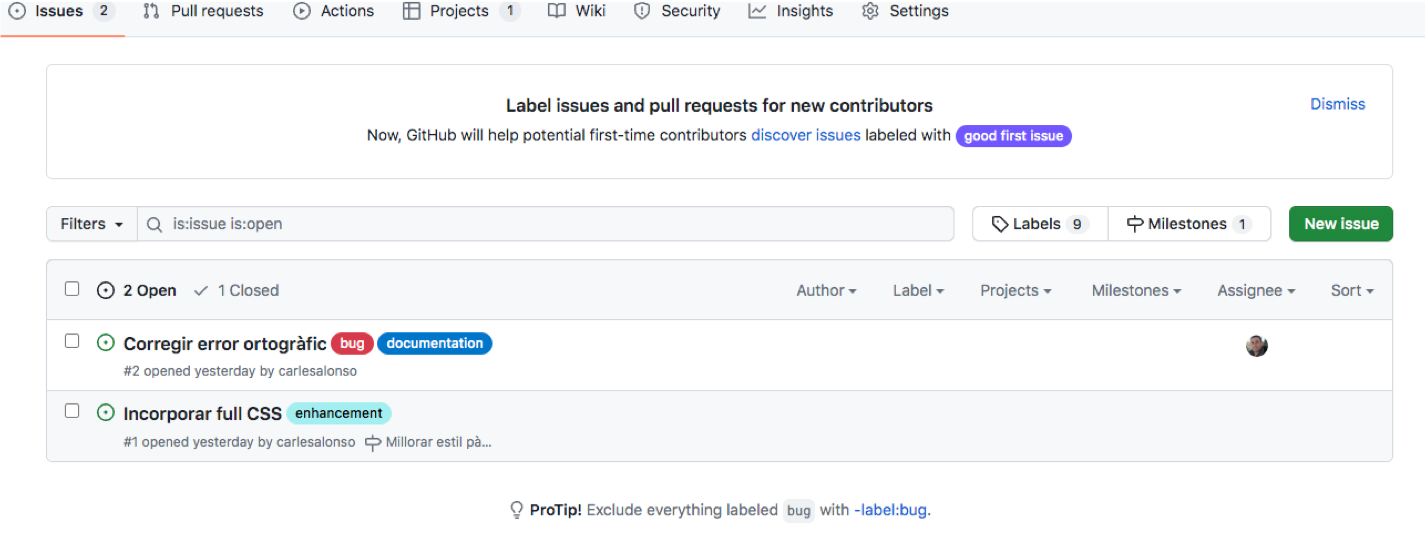 Issues 2 Pull requests Actions Projects 1 Wiki Security Insights Settings
Label issues and pull requests for new contributors
Dismiss
Now, GitHub will help potential first-time contributors discover issues labeled with good first issue
Filters is:issue is:open Labels 9 Milestones 1 New issue
2 Open 1 Closed Author Label Projects Milestones Assignee Sort
Corregir error ortogràfic bug documentation
#2 opened yesterday by carlesalonso
Incorporar full CSS enhancement
#1 opened yesterday by carlesalonso Millorar estil pà...
ProTip! Exclude everything labeled bug with -label:bug.